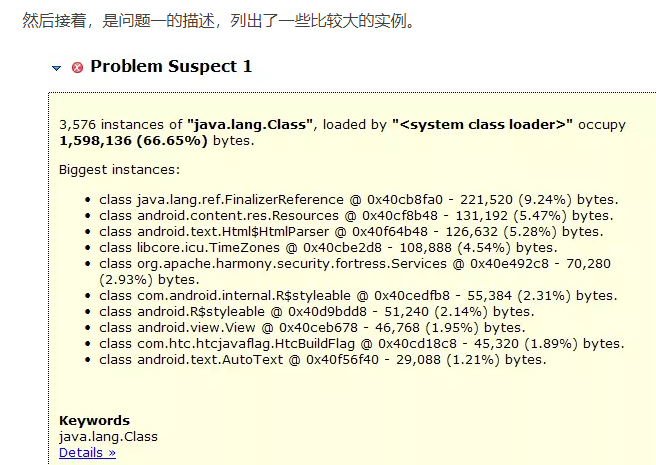 然后接着，是问题一的描述，列出了一些比较大的实例。
Problem Suspect 1
3,576 instances of "java.lang.Class", loaded by "<system class loader>" occupy
1,598,136 (66.65%) bytes.
Biggest instances:
• class java.lang.ref.FinalizerReference @ 0x40cb8fa0 - 221,520 (9.24%) bytes.
• class android.content.res.Resources @ 0x40cf8b48 - 131,192 (5.47%) bytes.
• class android.text.Html$HtmlParser @ 0x40f64b48 - 126,632 (5.28%) bytes.
• class libcore.icu.TimeZones @ 0x40cbe2d8 - 108,888 (4.54%) bytes.
• class org.apache.harmony.security.fortress.Services @ 0x40e492c8 - 70,280
(2.93%) bytes.
• class com.android.internal.R$styleable @ 0x40cedfb8 - 55,384 (2.31%) bytes.
• class android.R$styleable @ 0x40d9bdd8 - 51,240 (2.14%) bytes.
• class android.view.View @ 0x40ceb678 - 46,768 (1.95%) bytes.
• class com.htc.htcjavaflag.HtcBuildFlag @ 0x40cd18c8 - 45,320 (1.89%) bytes.
• class android.text.AutoText @ 0x40f56f40 - 29,088 (1.21%) bytes.
Keywords
java.lang.Class
Details »